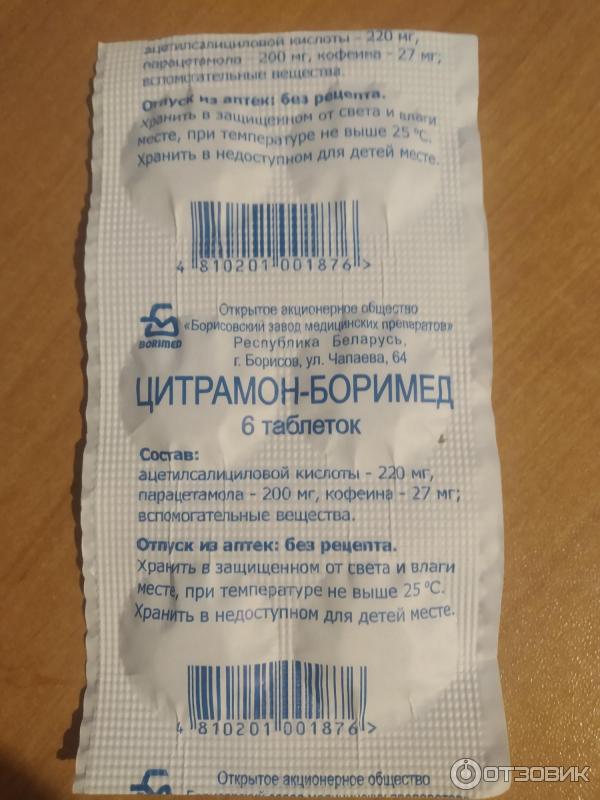 ацетилсалициловой кислоты - 220 мг,
парацетамола - 200 мг, кофеина - 27 мг;
вспомогательные вещества.
Отпуск из аптек: без рецепта.
Хранить в защищенном от света и влаги
месте, при температуре не выше 25 °С.
Хранить в недоступном для детей месте.
4 810201 001876 >
BORIMED
Открытое акционерное общество
«Борисовский завод медицинских препаратов»
Республика Беларусь,
г. Борисов, ул. Чапаева, 64
ЦИТРАМОН-БОРИМЕД
6 таблеток
Состав:
ацетилсалициловой кислоты - 220 мг,
парацетамола - 200 мг, кофеина - 27 мг;
вспомогательные вещества.
Отпуск из аптек: без рецепта.
Хранить в защищенном от света и влаги
месте, при температуре не выше 25 °С.
Хранить в недоступном для детей месте.
4 810201 001876 >
Открытое акционерное общество
«Борисовский завод медицинских препаратов»
ОТЗОВИК